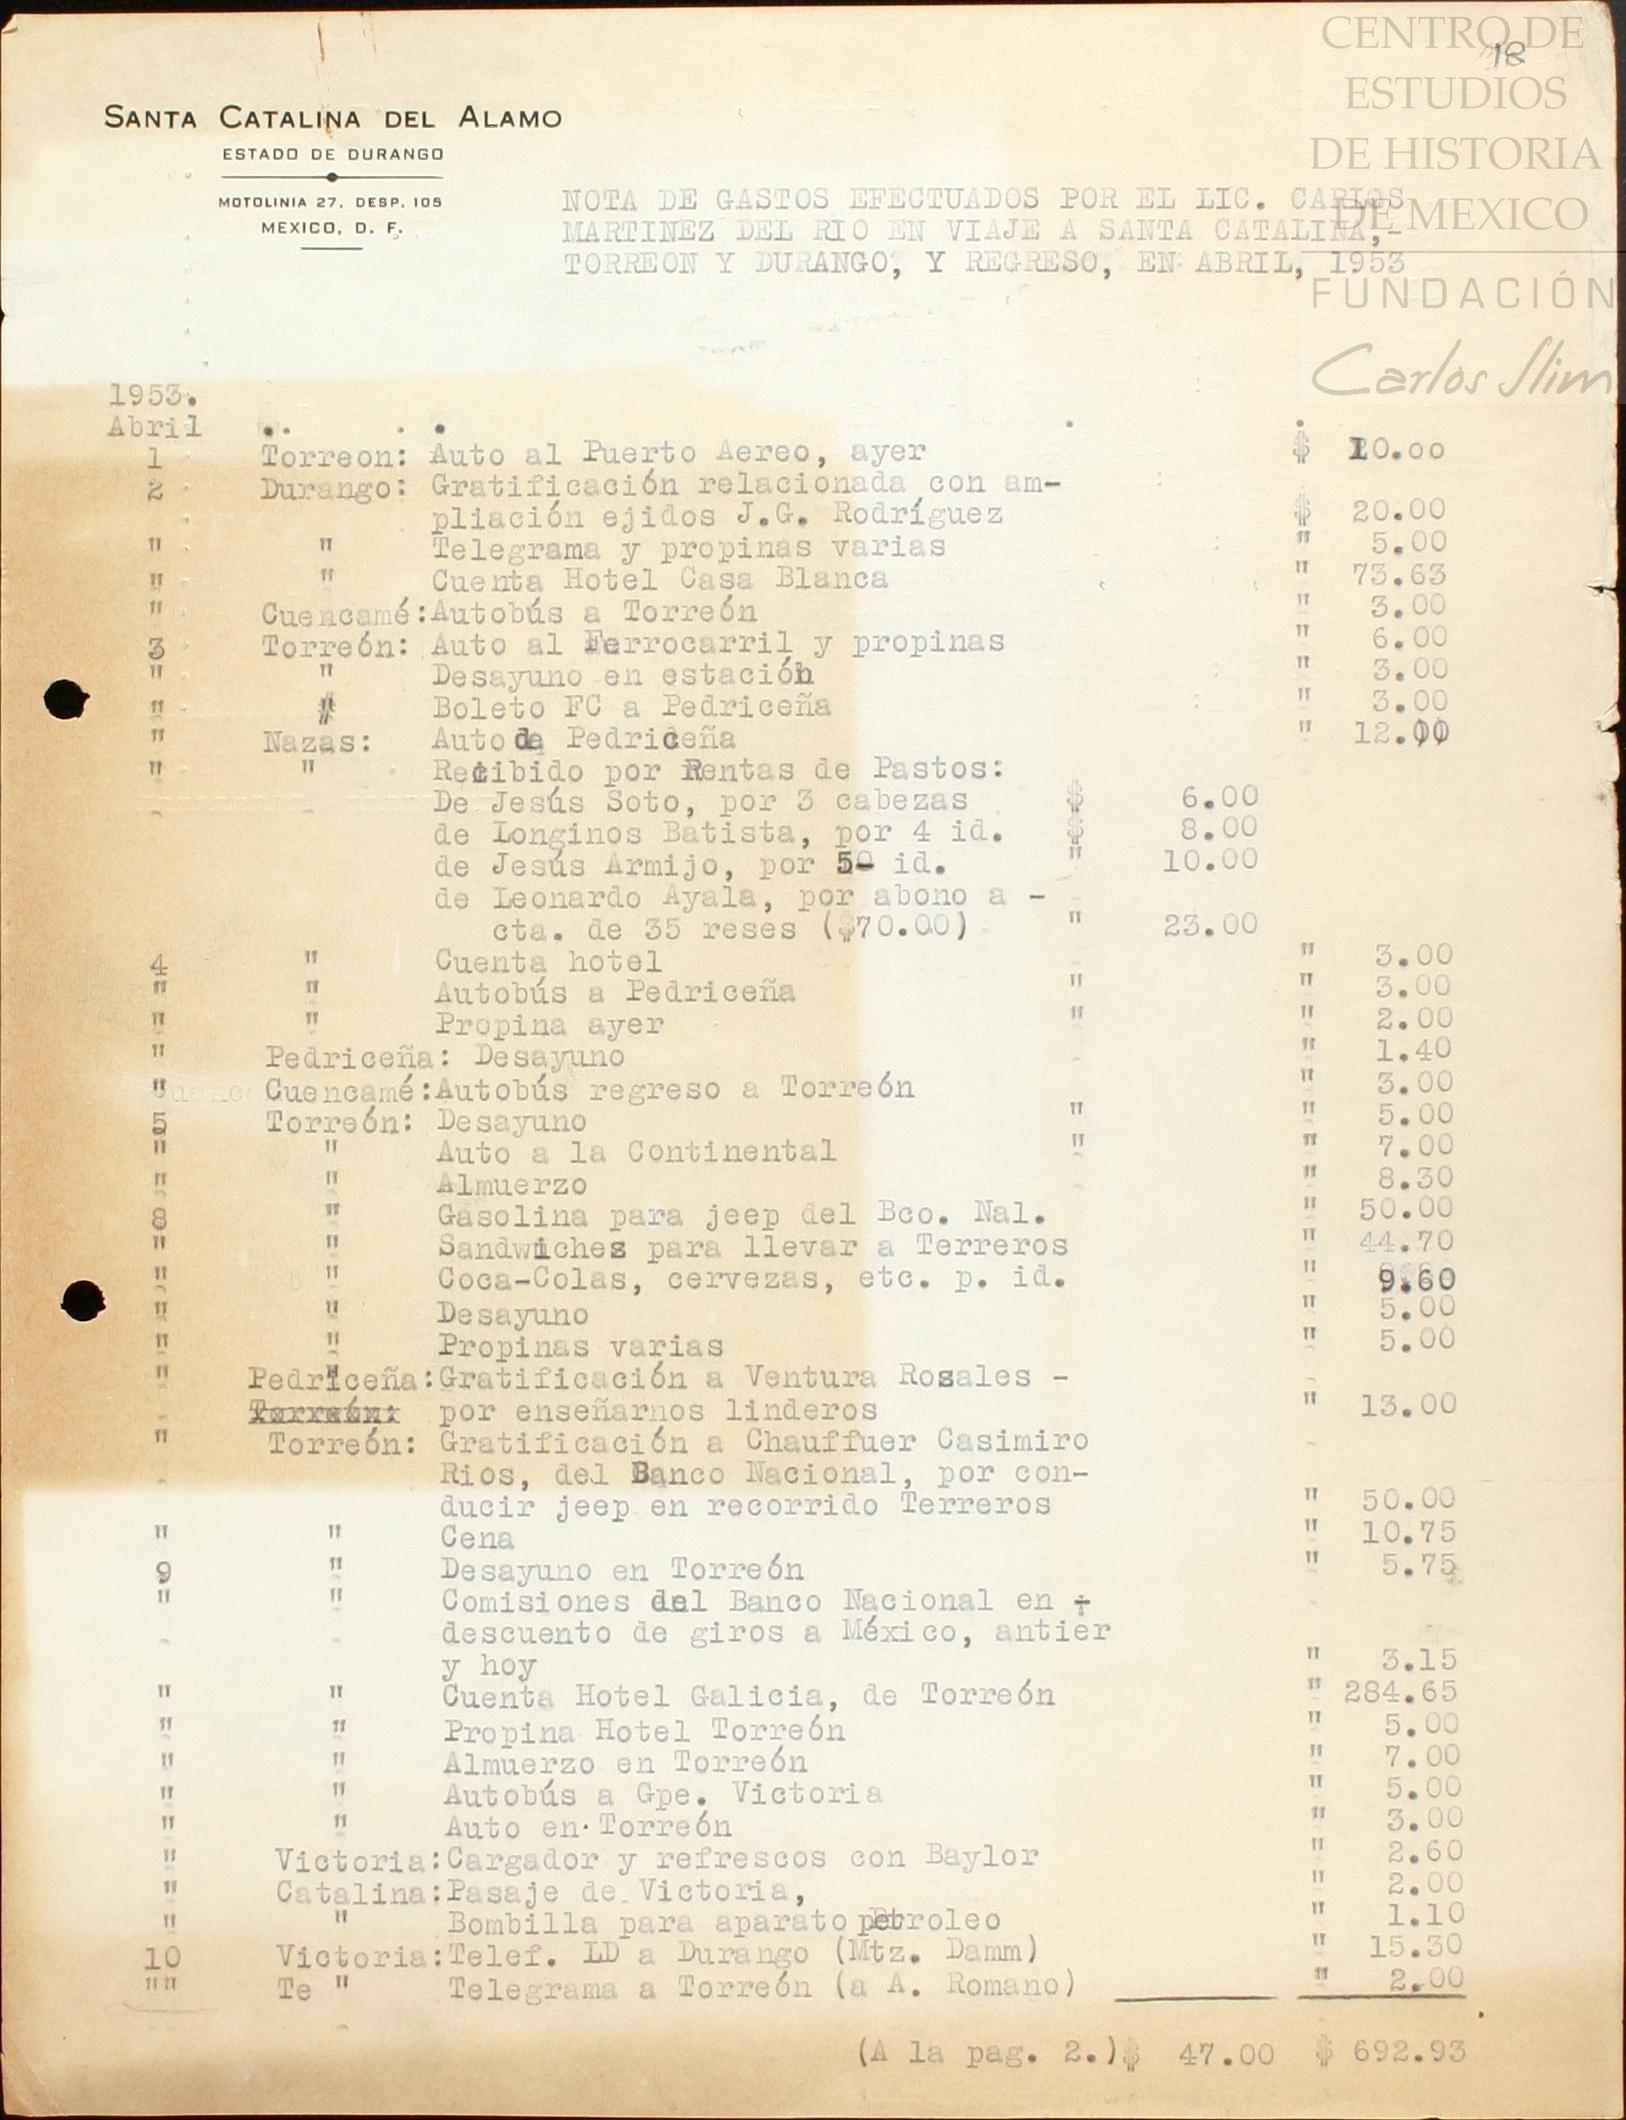 CENTRO DE
ESTUDIOS
DE HISTORIA
DE MEXICO
FUNDACIÓN
Carlos Slim
18
SANTA CATALINA DEL ALAMO
ESTADO DE DURANGO
MOTOLINIA 27, DESP. 105
MEXICO, D. F.
NOTA DE GASTOS EFECTUADOS POR EL LIC. CARLOS
MARTINEZ DEL RIO EN VIAJE A SANTA CATALINA,-
TORREON Y DURANGO, Y REGRESO, EN ABRIL, 1953
1953.
Abril
1 Torreon: Auto al Puerto Aereo, ayer $ 10.00
2 Durango: Gratificación relacionada con am-
pliación ejidos J.G. Rodríguez $ 20.00
" " Telegrama y propinas varias " 5.00
" " Cuenta Hotel Casa Blanca " 73.63
" Cuencamé: Autobús a Torreón " 3.00
3 Torreón: Auto al Ferrocarril y propinas " 6.00
" " Desayuno en estación " 3.00
" " Boleto FC a Pedriceña " 3.00
" Nazas: Auto de Pedriceña " 12.00
" " Recibido por Rentas de Pastos:
De Jesús Soto, por 3 cabezas $ 6.00
de Longinos Batista, por 4 id. $ 8.00
de Jesús Armijo, por 5- id. " 10.00
de Leonardo Ayala, por abono a -
cta. de 35 reses ($70.00) " 23.00
4 " Cuenta hotel " 3.00
" " Autobús a Pedriceña " " 3.00
" " Propina ayer " " 2.00
" Pedriceña: Desayuno " 1.40
" Cuencamé: Autobús regreso a Torreón " 3.00
5 Torreón: Desayuno " " 5.00
" " Auto a la Continental " " 7.00
" " Almuerzo " 8.30
8 " Gasolina para jeep del Bco. Nal. " 50.00
" " Sandwiches para llevar a Terreros " 44.70
" " Coca-Colas, cervezas, etc. p. id. " 9.60
" " Desayuno " 5.00
" " Propinas varias " 5.00
" Pedriceña: Gratificación a Ventura Rosales -
Torreón: por enseñarnos linderos " 13.00
" Torreón: Gratificación a Chauffuer Casimiro
Rios, del Banco Nacional, por con-
ducir jeep en recorrido Terreros " 50.00
" " Cena " 10.75
9 " Desayuno en Torreón " 5.75
" " Comisiones del Banco Nacional en -
descuento de giros a México, antier
y hoy " 3.15
" " Cuenta Hotel Galicia, de Torreón " 284.65
" " Propina Hotel Torreón " 5.00
" " Almuerzo en Torreón " 7.00
" " Autobús a Gpe. Victoria " 5.00
" " Auto en Torreón " 3.00
" Victoria: Cargador y refrescos con Baylor " 2.60
" Catalina: Pasaje de Victoria, " 2.00
" " Bombilla para aparato petroleo " 1.10
10 Victoria: Telef. LD a Durango (Mtz. Damm) " 15.30
"" Te " Telegrama a Torreón (a A. Romano) " 2.00
(A la pag. 2.) $ 47.00 $ 692.93